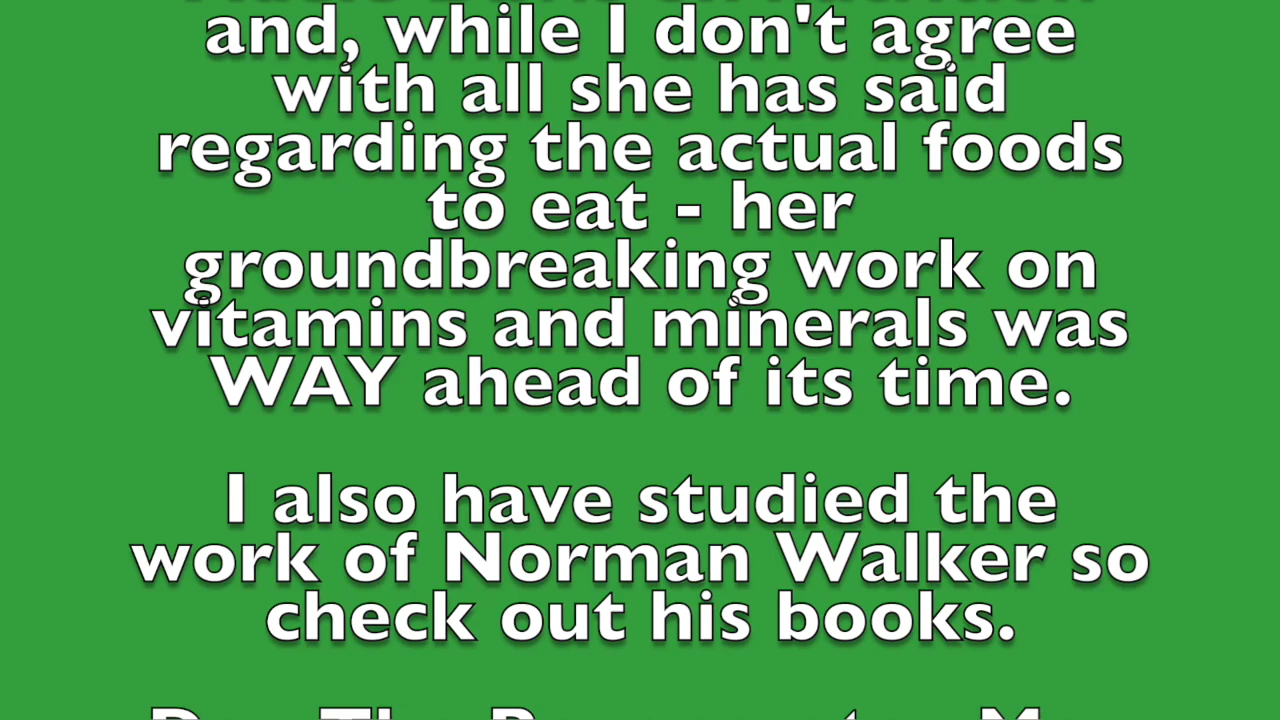 and, while I don't agree
with all she has said
regarding the actual foods
to eat - her
groundbreaking work on
vitamins and minerals was
WAY ahead of its time.
I also have studied the
work of Norman Walker so
check out his books.